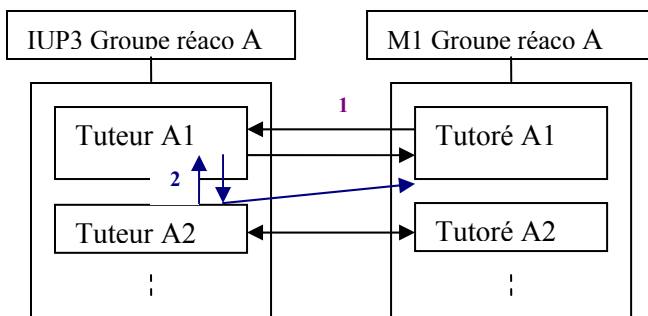 IUP3 Groupe réaco A
M1 Groupe réaco A
1
Tuteur A1
Tutoré A1
2
Tuteur A2
Tutoré A2